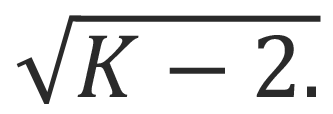 √(K − 2.)